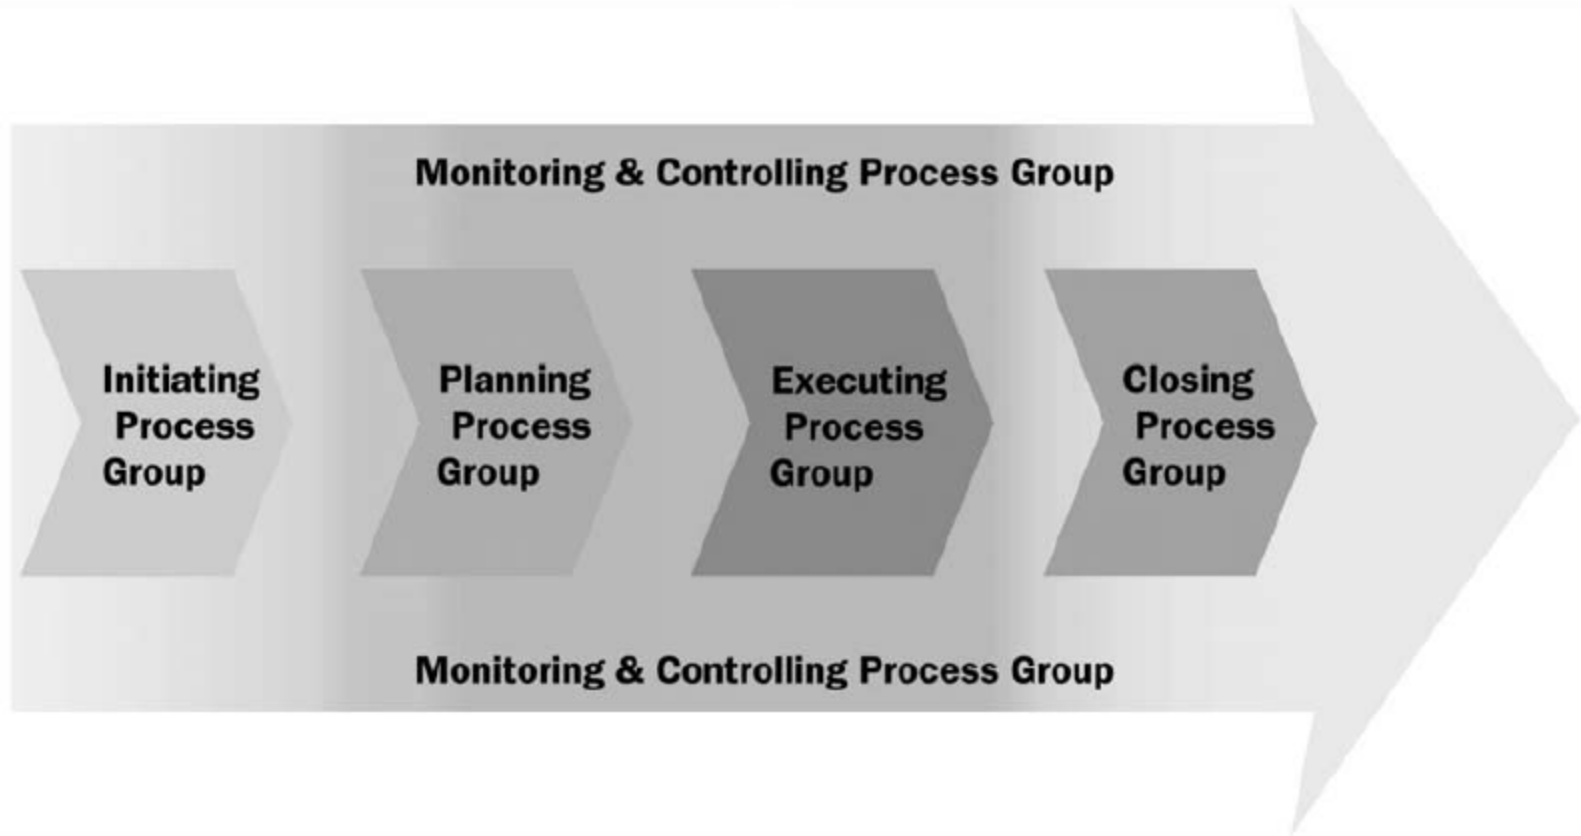 Monitoring & Controlling Process Group
Initiating
Process
Group
Planning
Process
Group
Executing
Process
Group
Closing
Process
Group
Monitoring & Controlling Process Group